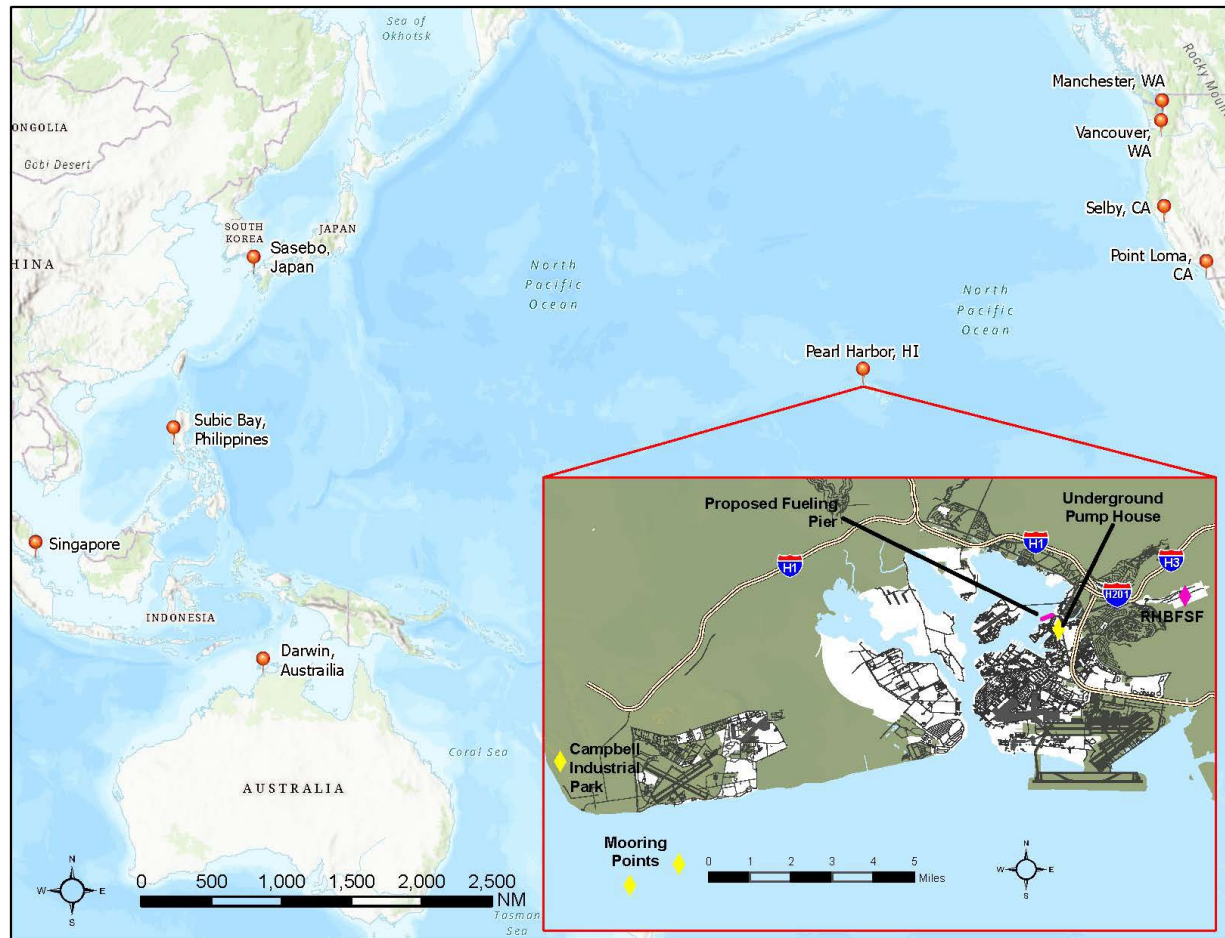 Sea of
Okhotsk
Rocky Mount
Manchester, WA
ONGOLIA
Vancouver,
WA
Gobi Desert
Selby, CA
SOUTH
KOREA
JAPAN
Sasebo,
Japan
HINA
Point Loma,
CA
North
Pacific
Ocean
North
Pacific
Ocean
Pearl Harbor, HI
Subic Bay,
Philippines
Singapore
INDONESIA
Darwin,
Austrailia
Coral Sea
AUSTRALIA
N
W E
S
0 500 1,000 1,500 2,000 2,500
NM
Tasman
Sea
Proposed Fueling
Pier
Underground
Pump House
H1
H1
H3
H201
RHBFSF
Campbell
Industrial
Park
Mooring
Points
0 1 2 3 4 5
Miles
N
W E
S